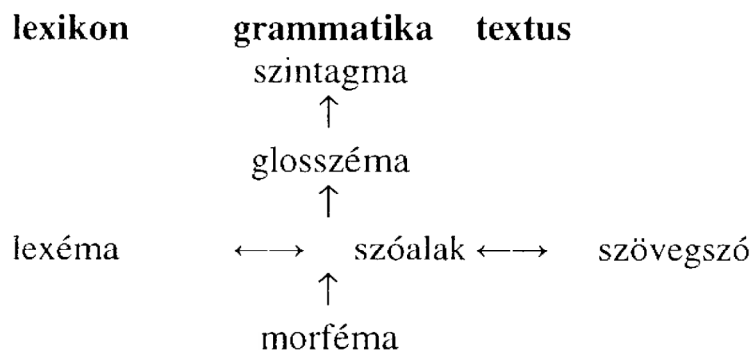 lexikon grammatika textus
szintagma
↑
glosszéma
↑
lexéma ←→ szóalak ←→ szövegszó
↑
morféma